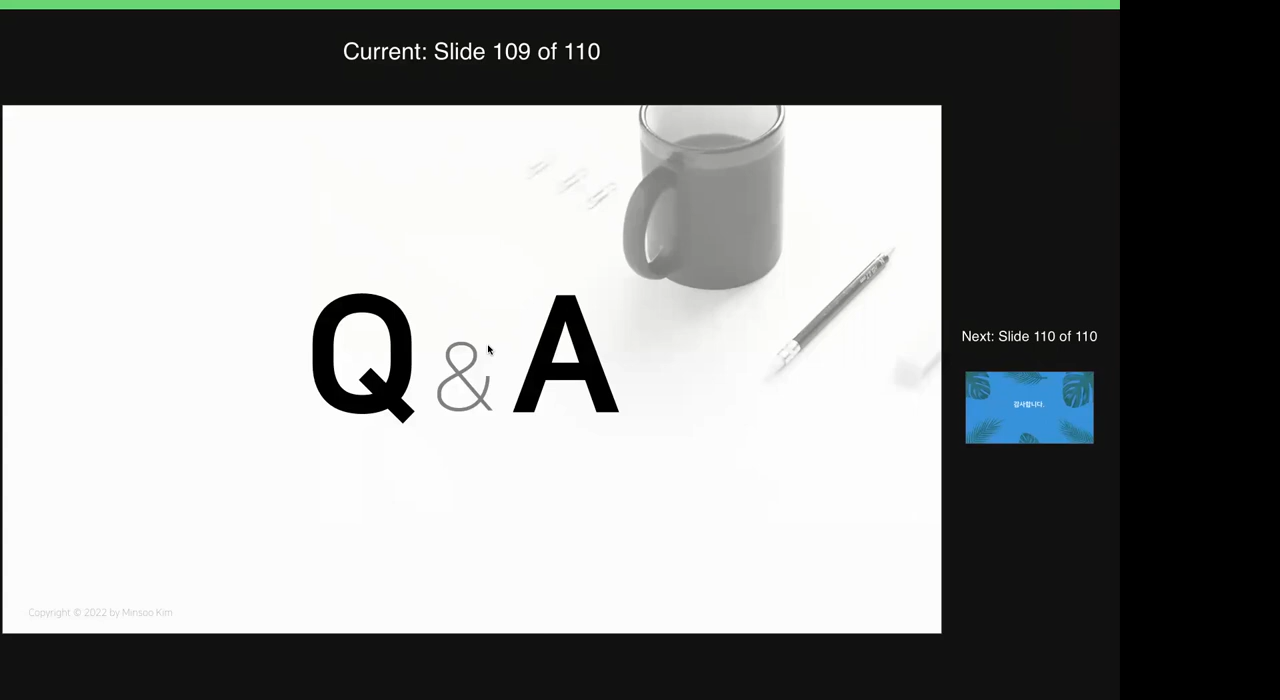 Current: Slide 109 of 110
Q & A
Next: Slide 110 of 110
감사합니다.
Copyright © 2022 by Minsoo Kim